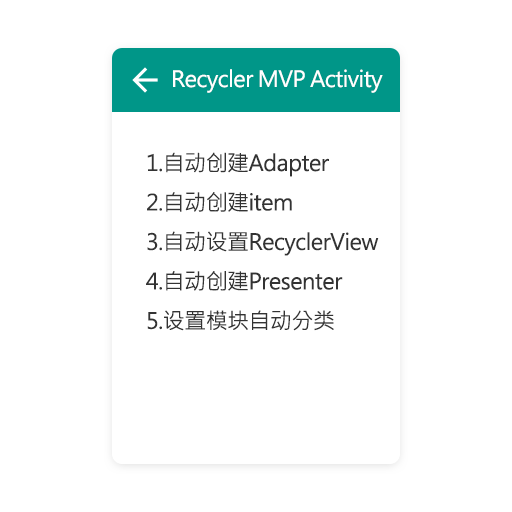 Recycler MVP Activity
1.自动创建Adapter
2.自动创建item
3.自动设置RecyclerView
4.自动创建Presenter
5.设置模块自动分类